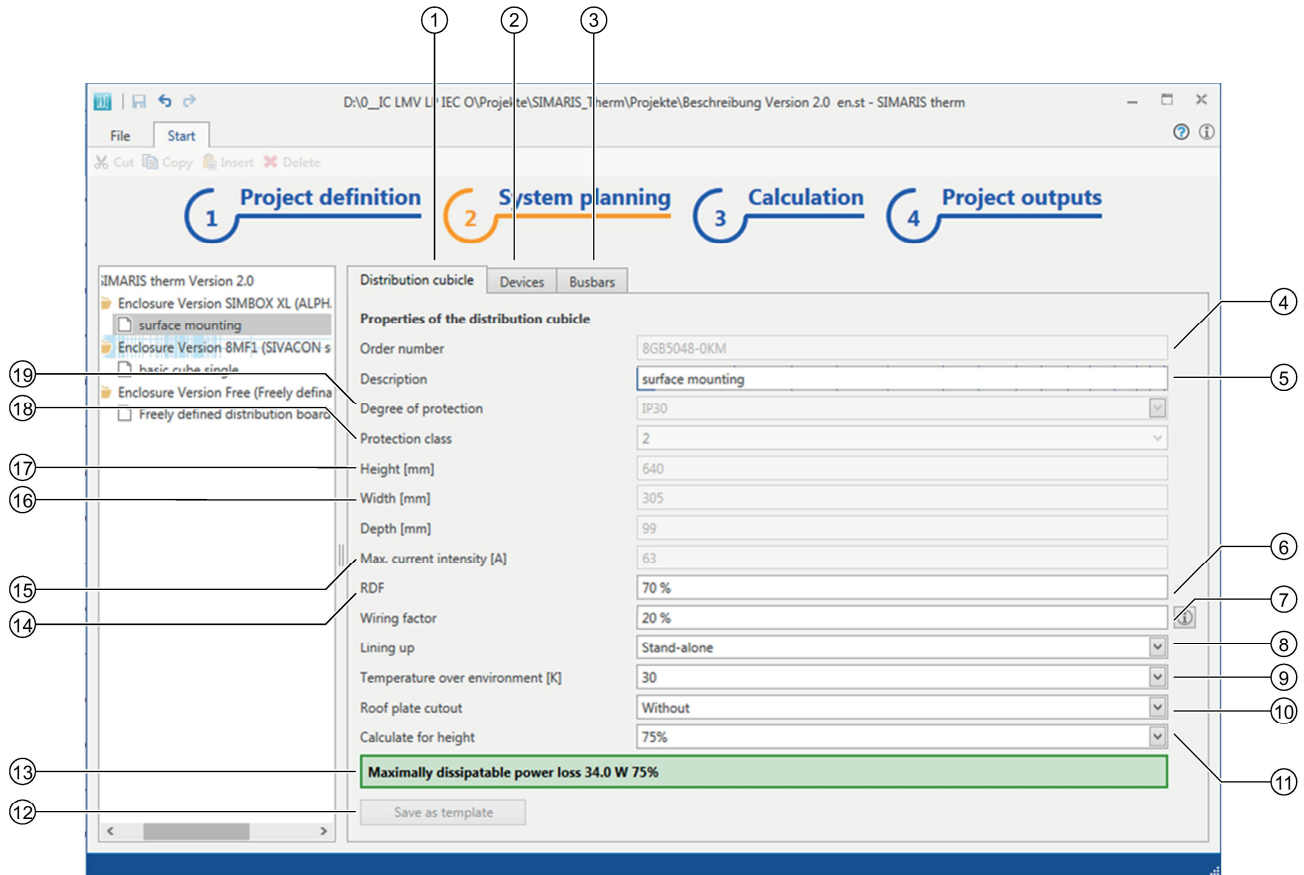 1 2 3
D:\0__IC LMV LP IEC O\Projekte\SIMARIS_Therm\Projekte\Beschreibung Version 2.0 en.st - SIMARIS therm
File Start
Cut Copy Insert Delete
1 Project definition 2 System planning 3 Calculation 4 Project outputs
SIMARIS therm Version 2.0
Enclosure Version SIMBOX XL (ALPH.
surface mounting
Enclosure Version 8MF1 (SIVACON s
basic cube single
Enclosure Version Free (Freely defina
Freely defined distribution board
Distribution cubicle Devices Busbars
Properties of the distribution cubicle
Order number 8GB5048-0KM 4
Description surface mounting 5
19 Degree of protection IP30
18 Protection class 2
17 Height [mm] 640
16 Width [mm] 305
Depth [mm] 99
15 Max. current intensity [A] 63
14 RDF 70 % 6
Wiring factor 20 % 7
Lining up Stand-alone 8
Temperature over environment [K] 30 9
Roof plate cutout Without 10
Calculate for height 75% 11
13 Maximally dissipatable power loss 34.0 W 75%
12 Save as template